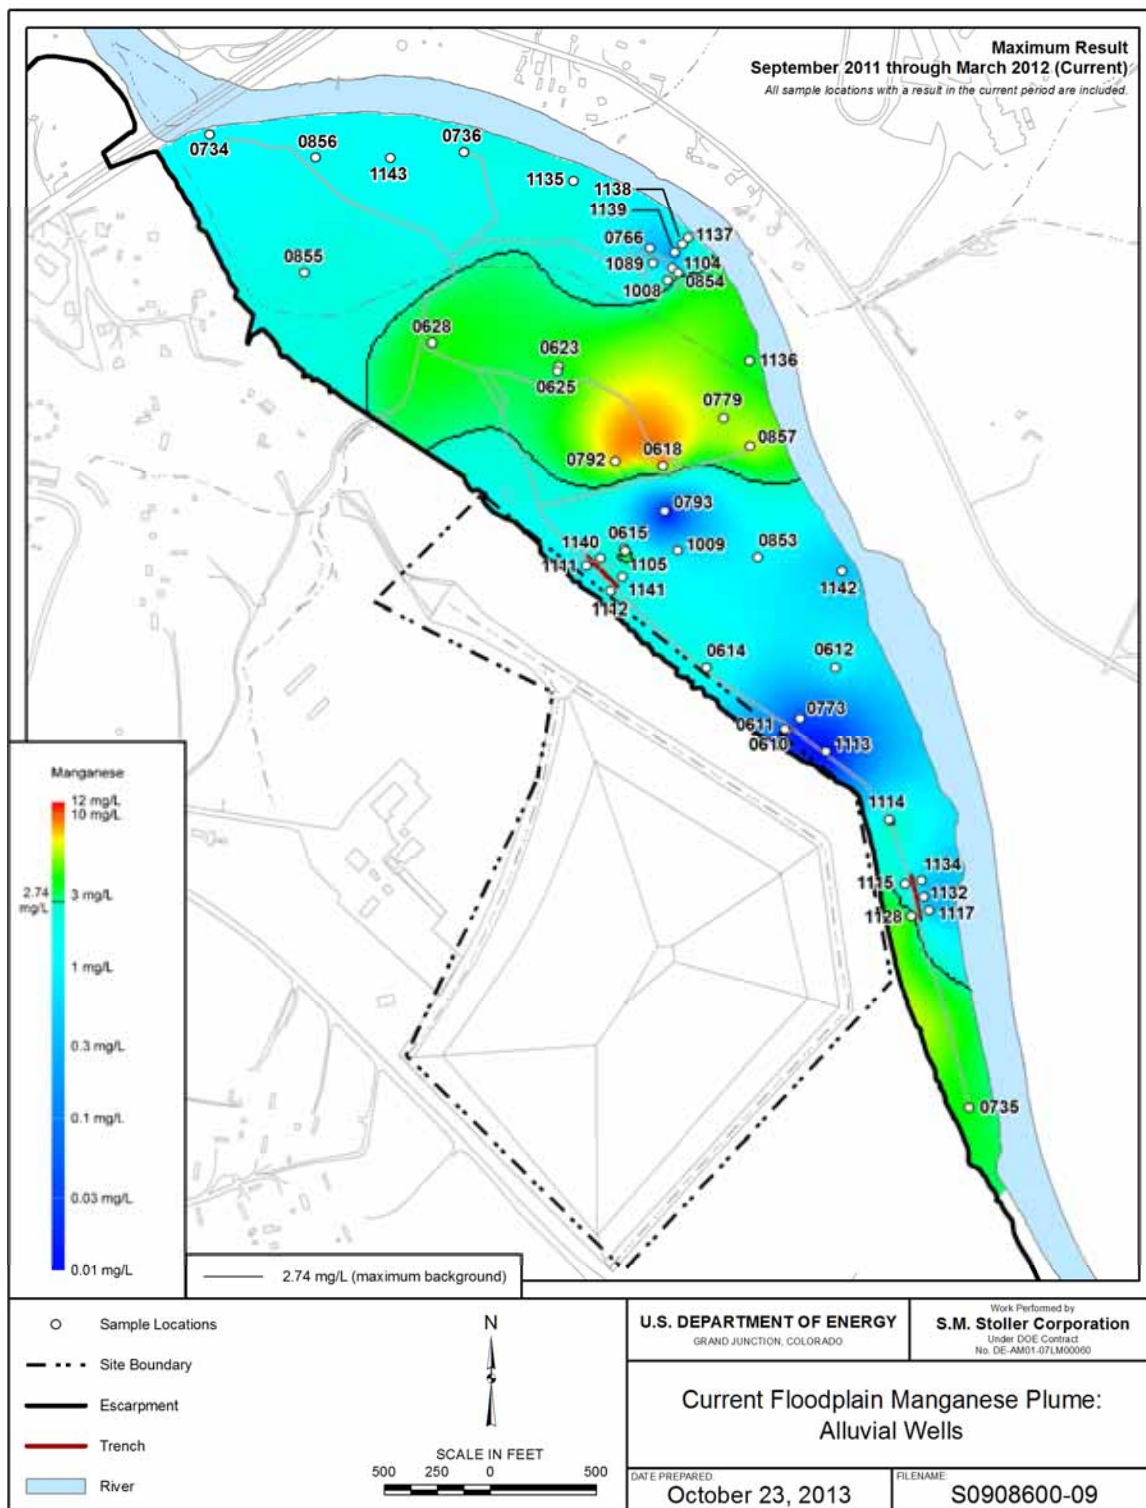 Maximum Result
September 2011 through March 2012 (Current)
All sample locations with a result in the current period are included.
0734
0856
1143
0736
1135
1138
1139
0766
1137
1089
1104
1008
0854
0855
0628
0623
0625
1136
0779
0857
0792
0618
0793
0615
1140
1009
0853
1111
1105
1141
1142
1112
0614
0612
0773
0611
0610
1113
1114
1134
1115
1132
1128
1117
0735
Manganese
12 mg/L
10 mg/L
2.74
mg/L
3 mg/L
1 mg/L
0.3 mg/L
0.1 mg/L
0.03 mg/L
0.01 mg/L
2.74 mg/L (maximum background)
Sample Locations
Site Boundary
Escarpment
Trench
River
N
SCALE IN FEET
500 250 0 500
U.S. DEPARTMENT OF ENERGY
GRAND JUNCTION, COLORADO
Work Performed by
S.M. Stoller Corporation
Under DOE Contract
No. DE-AM01-07LM00060
Current Floodplain Manganese Plume:
Alluvial Wells
DATE PREPARED:
October 23, 2013
FILENAME:
S0908600-09